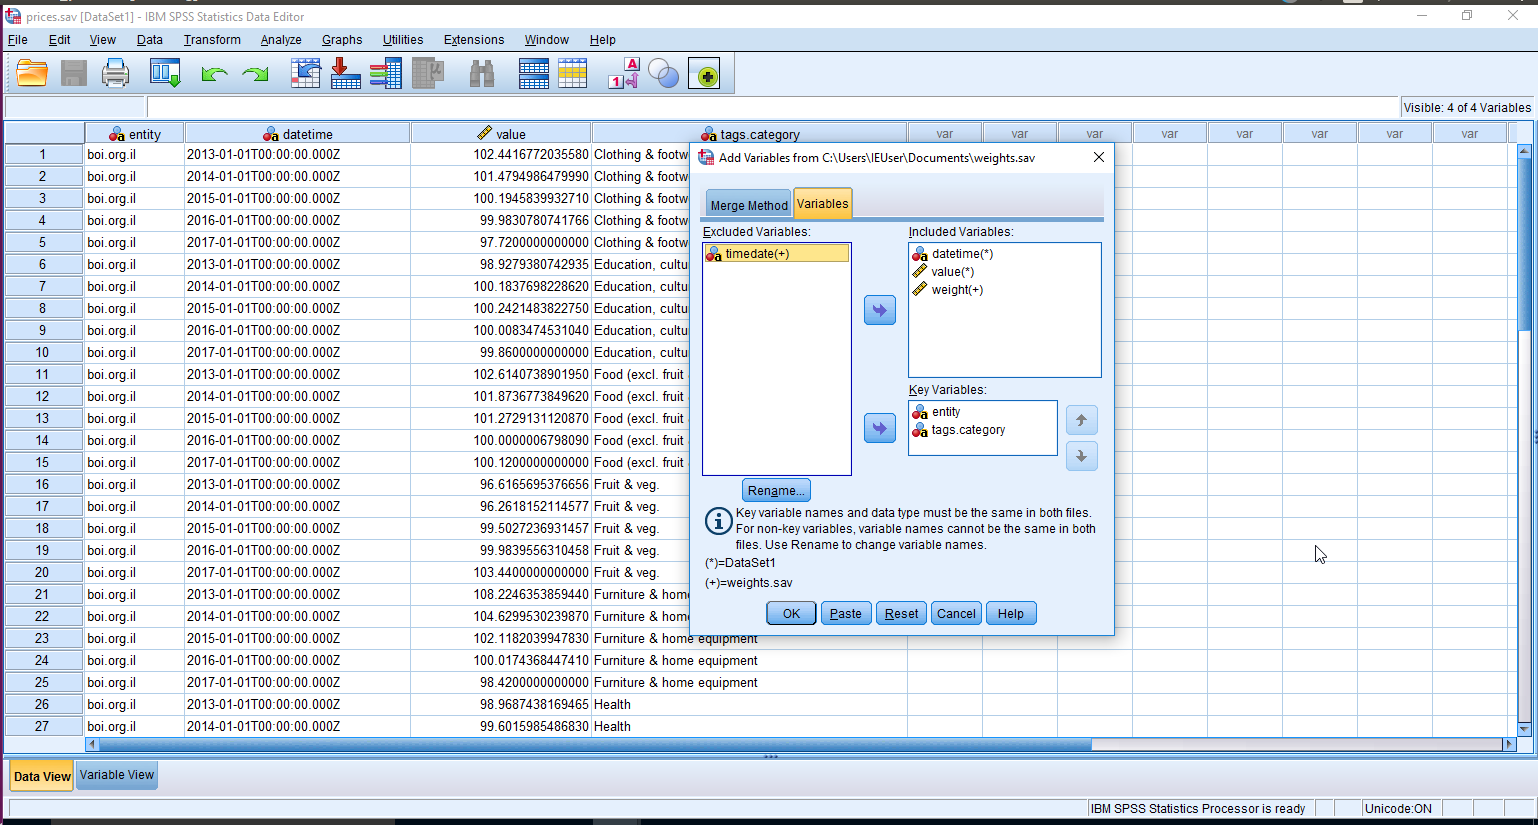 prices.sav [DataSet1] - IBM SPSS Statistics Data Editor
File Edit View Data Transform Analyze Graphs Utilities Extensions Window Help
Visible: 4 of 4 Variables
entity datetime value tags.category var var var var var var var var
1 boi.org.il 2013-01-01T00:00:00.000Z 102.4416772035580 Clothing & footw
2 boi.org.il 2014-01-01T00:00:00.000Z 101.4794986479990 Clothing & footw
3 boi.org.il 2015-01-01T00:00:00.000Z 100.1945839932710 Clothing & footw
4 boi.org.il 2016-01-01T00:00:00.000Z 99.9830780741766 Clothing & footw
5 boi.org.il 2017-01-01T00:00:00.000Z 97.7200000000000 Clothing & footw
6 boi.org.il 2013-01-01T00:00:00.000Z 98.9279380742935 Education, cultu
7 boi.org.il 2014-01-01T00:00:00.000Z 100.1837698228620 Education, cultu
8 boi.org.il 2015-01-01T00:00:00.000Z 100.2421483822750 Education, cultu
9 boi.org.il 2016-01-01T00:00:00.000Z 100.0083474531040 Education, cultu
10 boi.org.il 2017-01-01T00:00:00.000Z 99.8600000000000 Education, cultu
11 boi.org.il 2013-01-01T00:00:00.000Z 102.6140738901950 Food (excl. fruit
12 boi.org.il 2014-01-01T00:00:00.000Z 101.8736773849620 Food (excl. fruit
13 boi.org.il 2015-01-01T00:00:00.000Z 101.2729131120870 Food (excl. fruit
14 boi.org.il 2016-01-01T00:00:00.000Z 100.0000006798090 Food (excl. fruit
15 boi.org.il 2017-01-01T00:00:00.000Z 100.1200000000000 Food (excl. fruit
16 boi.org.il 2013-01-01T00:00:00.000Z 96.6165695376656 Fruit & veg.
17 boi.org.il 2014-01-01T00:00:00.000Z 96.2618152114577 Fruit & veg.
18 boi.org.il 2015-01-01T00:00:00.000Z 99.5027236931457 Fruit & veg.
19 boi.org.il 2016-01-01T00:00:00.000Z 99.9839556310458 Fruit & veg.
20 boi.org.il 2017-01-01T00:00:00.000Z 103.4400000000000 Fruit & veg.
21 boi.org.il 2013-01-01T00:00:00.000Z 108.2246353859440 Furniture & home
22 boi.org.il 2014-01-01T00:00:00.000Z 104.6299530239870 Furniture & home
23 boi.org.il 2015-01-01T00:00:00.000Z 102.1182039947830 Furniture & home equipment
24 boi.org.il 2016-01-01T00:00:00.000Z 100.0174368447410 Furniture & home equipment
25 boi.org.il 2017-01-01T00:00:00.000Z 98.4200000000000 Furniture & home equipment
26 boi.org.il 2013-01-01T00:00:00.000Z 98.9687438169465 Health
27 boi.org.il 2014-01-01T00:00:00.000Z 99.6015985486830 Health
Add Variables from C:\Users\IEUser\Documents\weights.sav
Merge Method Variables
Excluded Variables:
timedate(+)
Included Variables:
datetime(*)
value(*)
weight(+)
Key Variables:
entity
tags.category
Rename...
Key variable names and data type must be the same in both files.
For non-key variables, variable names cannot be the same in both
files. Use Rename to change variable names.
(*)=DataSet1
(+)=weights.sav
OK Paste Reset Cancel Help
Data View Variable View
IBM SPSS Statistics Processor is ready Unicode:ON